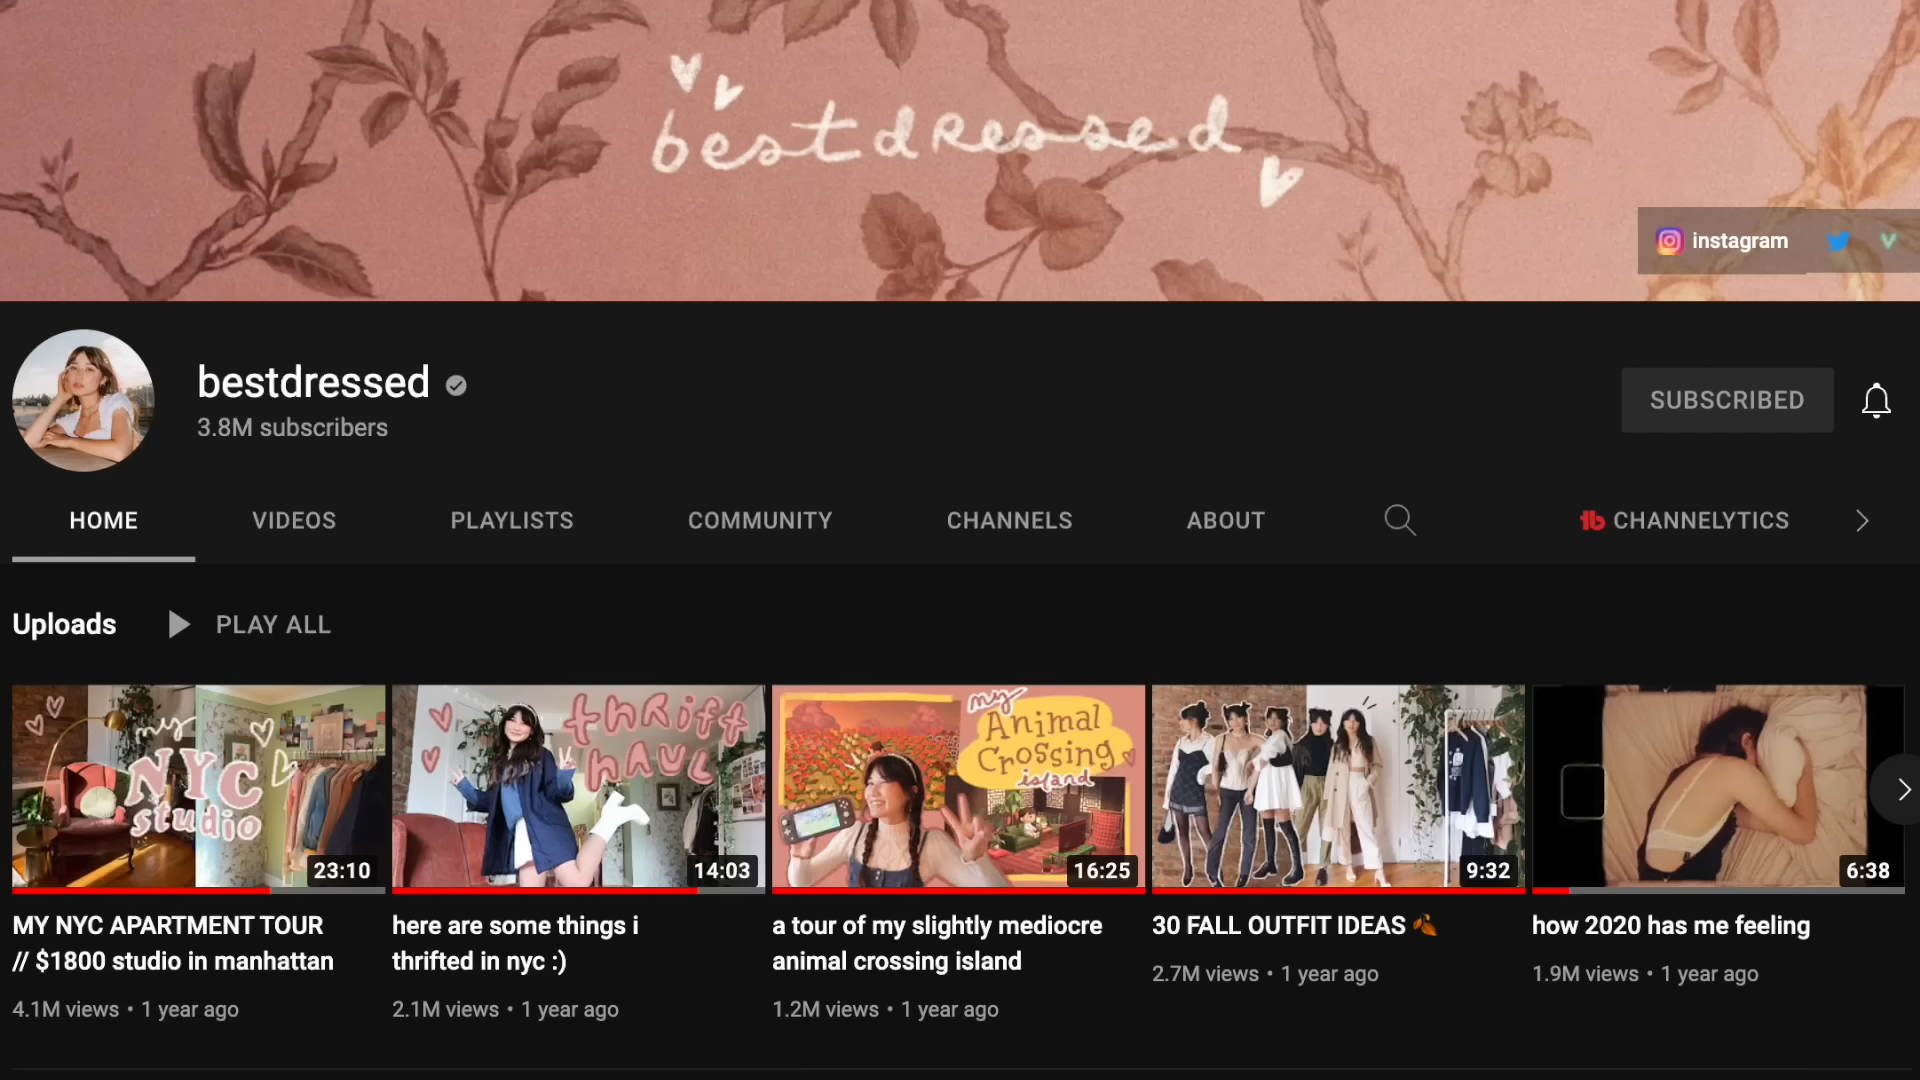 bestdressed
instagram
bestdressed
3.8M subscribers
SUBSCRIBED
HOME
VIDEOS
PLAYLISTS
COMMUNITY
CHANNELS
ABOUT
CHANNELYTICS
Uploads
PLAY ALL
my
NYC
studio
23:10
thrift
haul
14:03
my
Animal
Crossing
island
16:25
9:32
6:38
MY NYC APARTMENT TOUR
// $1800 studio in manhattan
4.1M views • 1 year ago
here are some things i
thrifted in nyc :)
2.1M views • 1 year ago
a tour of my slightly mediocre
animal crossing island
1.2M views • 1 year ago
30 FALL OUTFIT IDEAS 🍂
2.7M views • 1 year ago
how 2020 has me feeling
1.9M views • 1 year ago